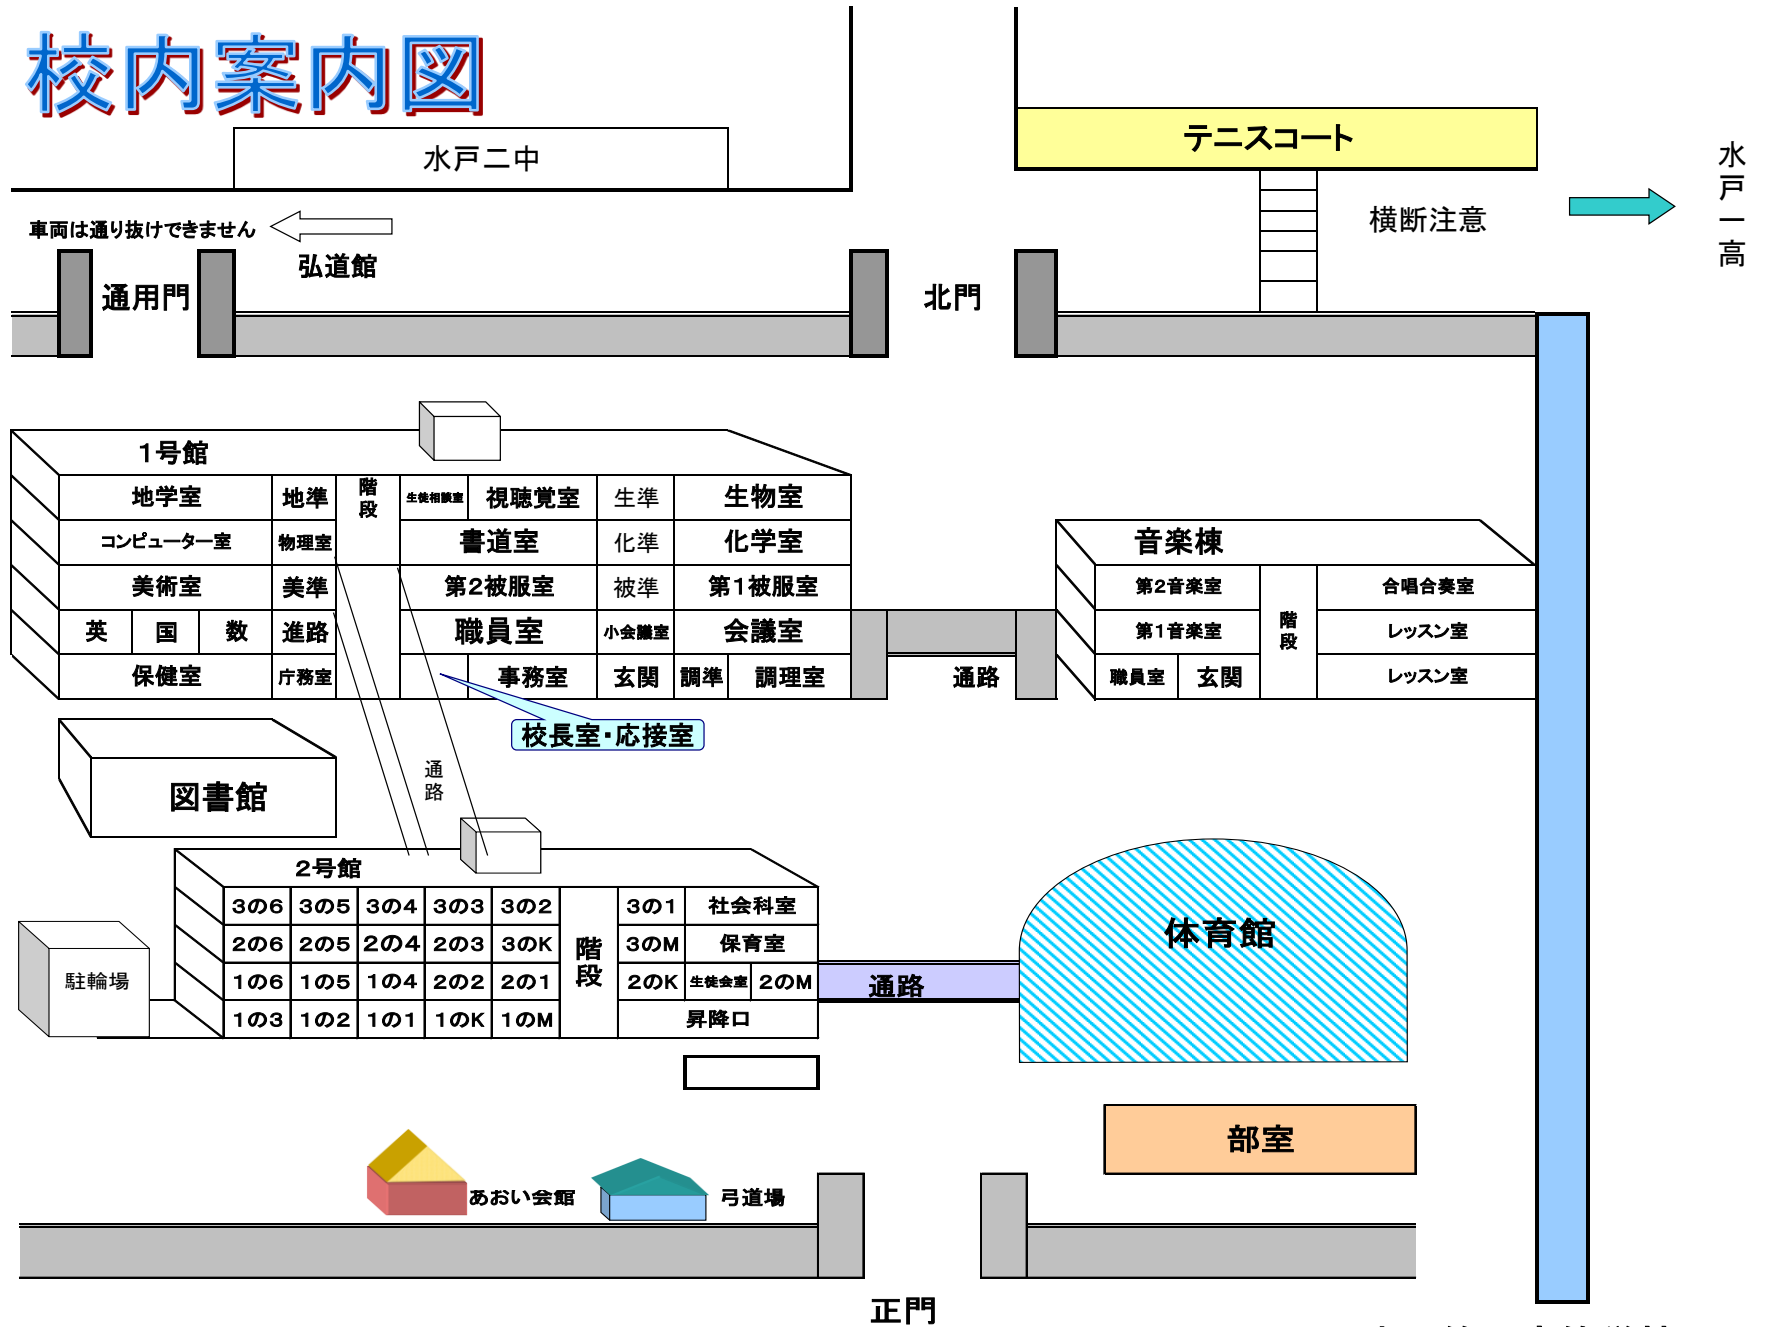 校内案内図
水戸二中
テニスコート
水戸一高
車両は通り抜けできません
弘道館
横断注意
通用門
北門
1号館
地学室 地準 階段 生徒相談室 視聴覚室 生準 生物室
コンピューター室 物理室 書道室 化準 化学室
美術室 美準 第2被服室 被準 第1被服室
英 国 数 進路 職員室 小会議室 会議室
保健室 庁務室 事務室 玄関 調準 調理室
校長室・応接室
通路
音楽棟
第2音楽室 階段 合唱合奏室
第1音楽室 レッスン室
職員室 玄関 レッスン室
図書館
通路
2号館
3の6 3の5 3の4 3の3 3の2 階段 3の1 社会科室
2の6 2の5 2の4 2の3 3のK 3のM 保育室
1の6 1の5 1の4 2の2 2の1 2のK 生徒会室 2のM
1の3 1の2 1の1 1のK 1のM 昇降口
駐輪場
通路
体育館
部室
あおい会館
弓道場
正門